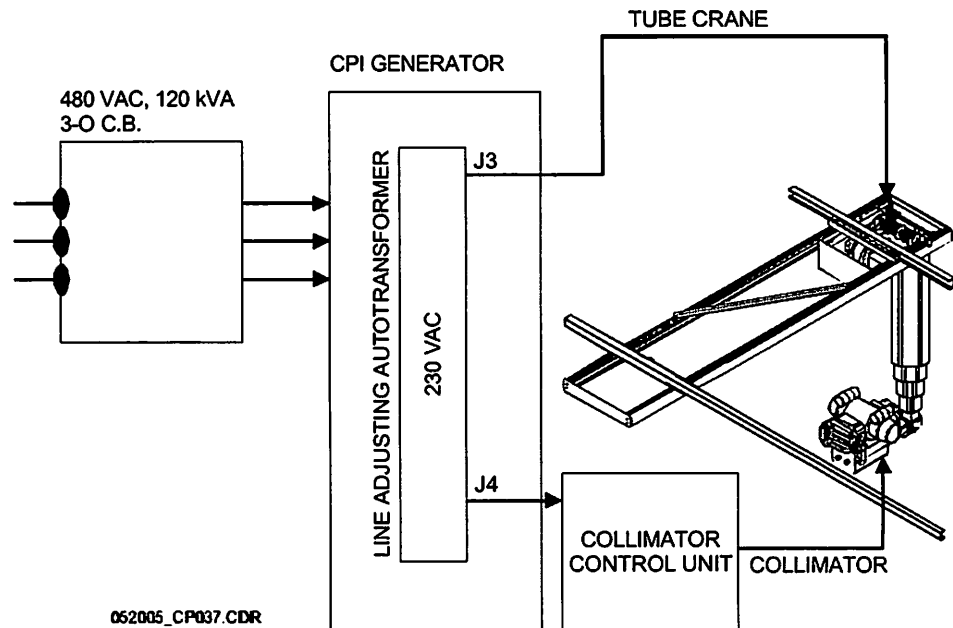 TUBE CRANE
CPI GENERATOR
480 VAC, 120 kVA
3-O C.B.
J3
LINE ADJUSTING AUTOTRANSFORMER
230 VAC
J4
COLLIMATOR
CONTROL UNIT
COLLIMATOR
052005_CP037.CDR